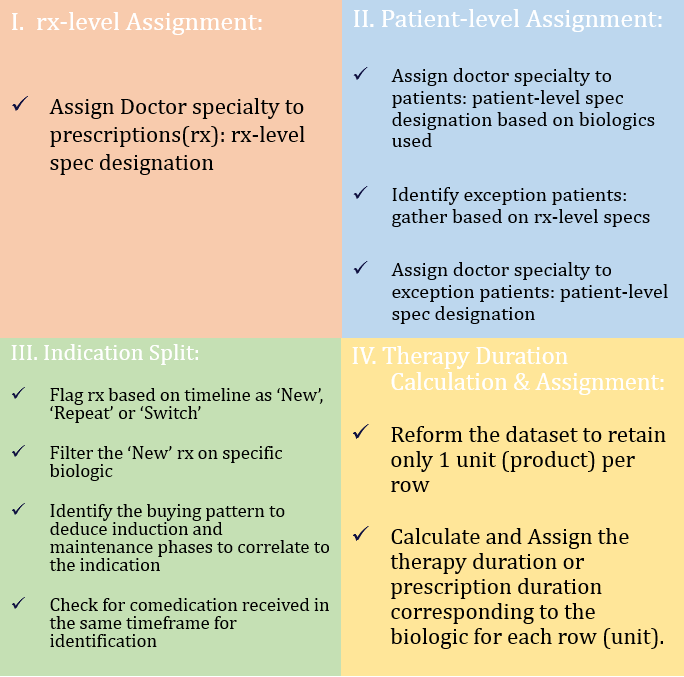 I.  rx-level Assignment:
✓ Assign Doctor specialty to
prescriptions(rx): rx-level
spec designation
II. Patient-level Assignment:
✓ Assign doctor specialty to
patients: patient-level spec
designation based on biologics
used
✓ Identify exception patients:
gather based on rx-level specs
✓ Assign doctor specialty to
exception patients: patient-level
spec designation
III. Indication Split:
✓ Flag rx based on timeline as ‘New’,
‘Repeat’ or ‘Switch’
✓ Filter the ‘New’ rx on specific
biologic
✓ Identify the buying pattern to
deduce induction and
maintenance phases to correlate to
the indication
✓ Check for comedication received in
the same timeframe for
identification
IV. Therapy Duration
Calculation & Assignment:
✓ Reform the dataset to retain
only 1 unit (product) per
row
✓ Calculate and Assign the
therapy duration or
prescription duration
corresponding to the
biologic for each row (unit).